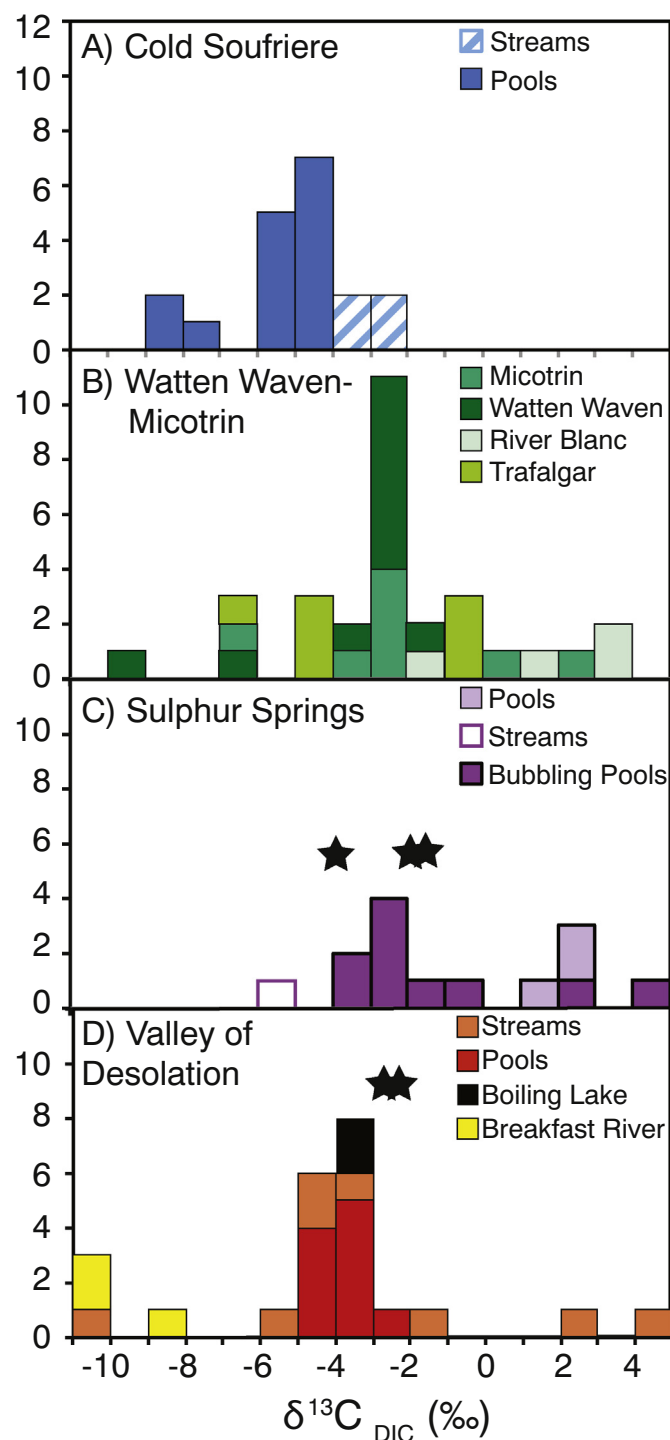 12
A) Cold Soufriere
Streams
10
Pools
8
6
4
2
0
B) Watten Waven-
Micotrin
Micotrin
10
Watten Waven
River Blanc
8
Trafalgar
6
4
2
0
C) Sulphur Springs
Pools
10
Streams
Bubbling Pools
8
6
4
2
0
D) Valley of
Desolation
Streams
10
Pools
Boiling Lake
8
Breakfast River
6
4
2
0
-10 -8 -6 -4 -2 0 2 4
δ¹³C DIC (‰)